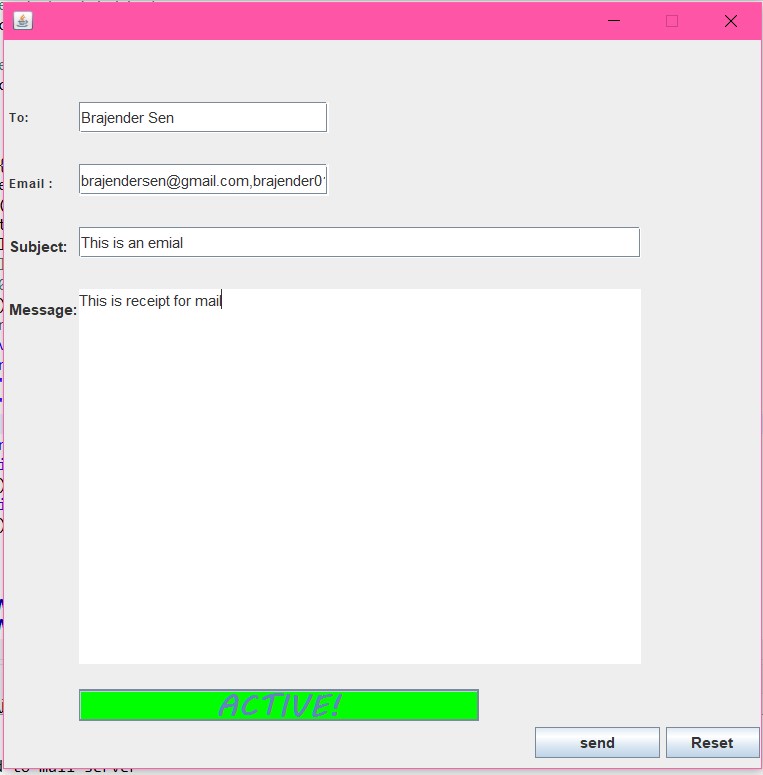 To:
Brajender Sen
Email :
brajendersen@gmail.com,brajender0
Subject:
This is an emial
Message:
This is receipt for mail
ACTIVE!
send
Reset
to mail server